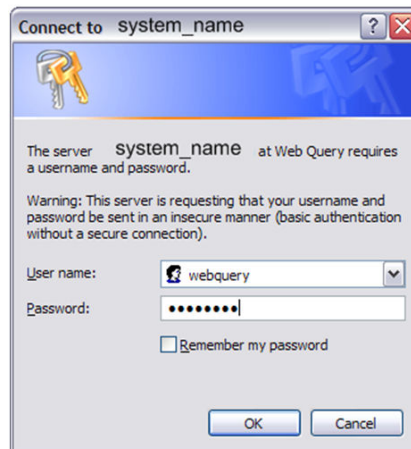 Connect to system_name
The server system_name at Web Query requires
a username and password.
Warning: This server is requesting that your username and
password be sent in an insecure manner (basic authentication
without a secure connection).
User name: webquery
Password: ••••••••
Remember my password
OK Cancel